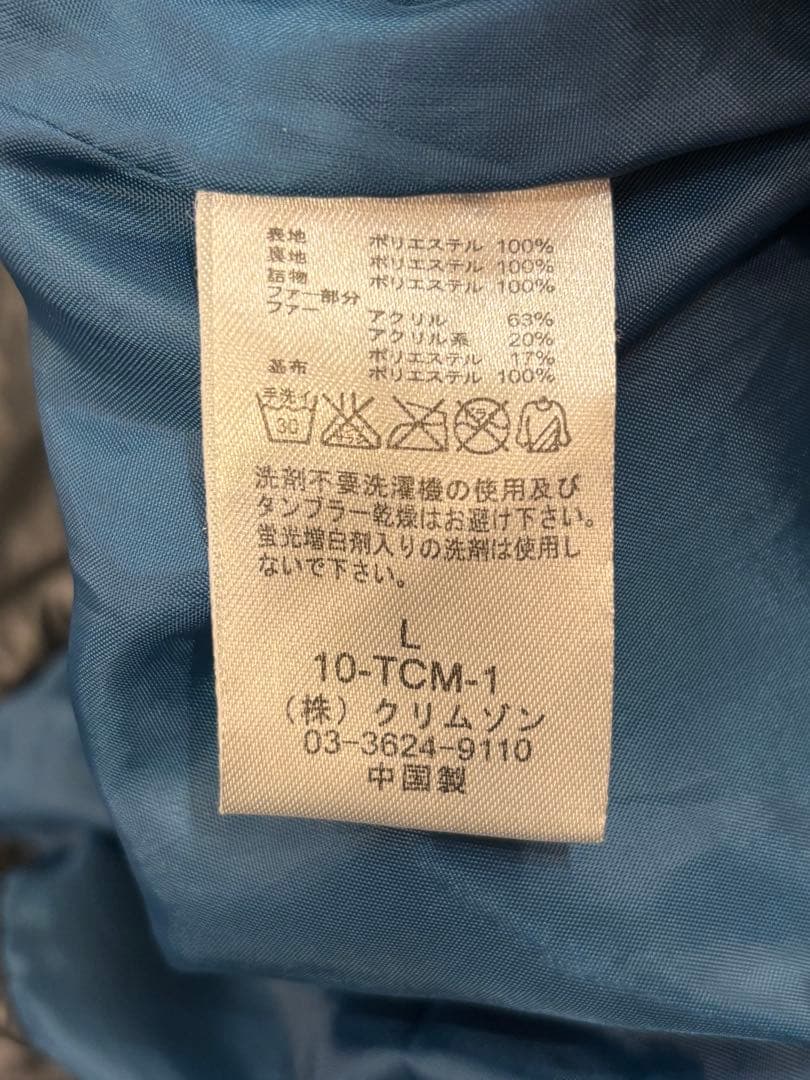 表地 ポリエステル 100%
裏地 ポリエステル 100%
詰物 ポリエステル 100%
ファー部分
ファー アクリル 63%
アクリル系 20%
ポリエステル 17%
基布 ポリエステル 100%
手洗イ
30
洗剤不要洗濯機の使用及び
タンブラー乾燥はお避け下さい。
蛍光増白剤入りの洗剤は使用し
ないで下さい。
L
10-TCM-1
(株)クリムゾン
03-3624-9110
中国製